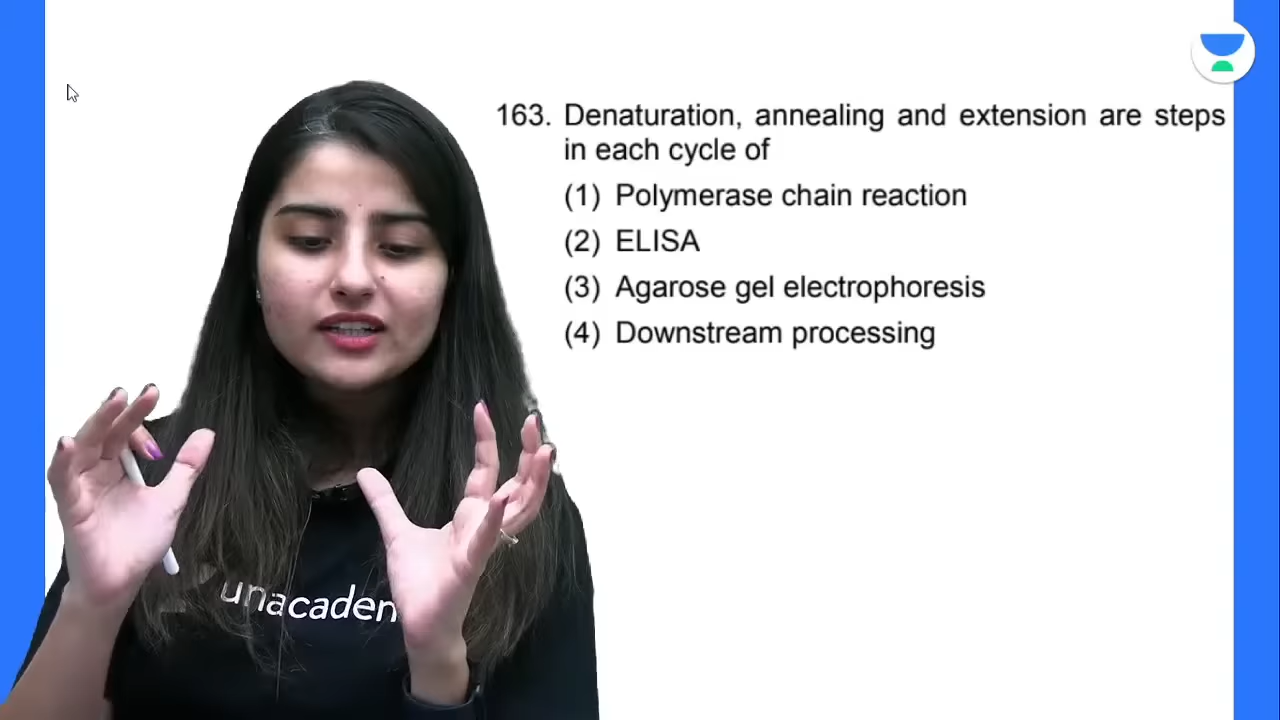 163. Denaturation, annealing and extension are steps
in each cycle of
(1) Polymerase chain reaction
(2) ELISA
(3) Agarose gel electrophoresis
(4) Downstream processing
unacadem